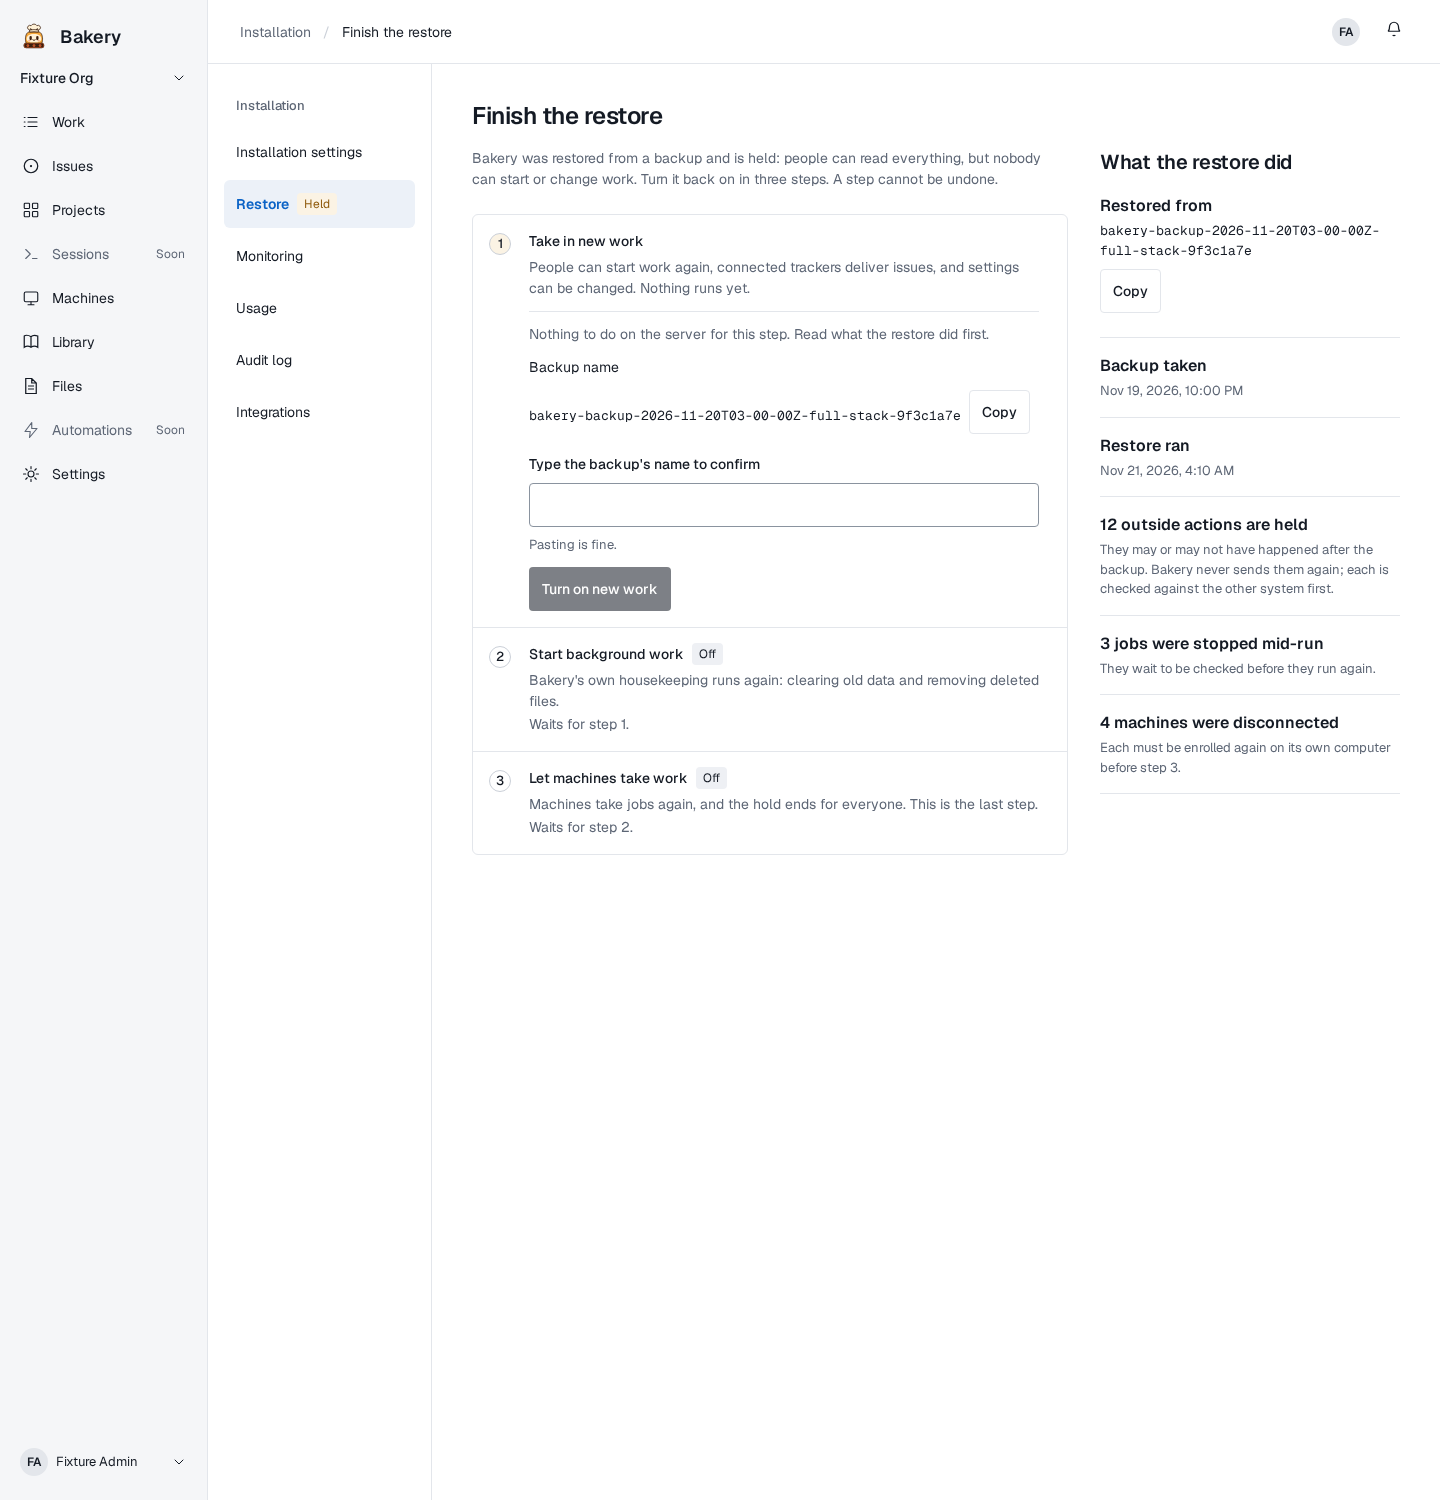 Bakery
Fixture Org
Work
Issues
Projects
Sessions Soon
Machines
Library
Files
Automations Soon
Settings
FA Fixture Admin
Installation / Finish the restore
FA
Installation
Installation settings
Restore Held
Monitoring
Usage
Audit log
Integrations
Finish the restore
Bakery was restored from a backup and is held: people can read everything, but nobody
can start or change work. Turn it back on in three steps. A step cannot be undone.
1 Take in new work
People can start work again, connected trackers deliver issues, and settings
can be changed. Nothing runs yet.
Nothing to do on the server for this step. Read what the restore did first.
Backup name
bakery-backup-2026-11-20T03-00-00Z-full-stack-9f3c1a7e Copy
Type the backup's name to confirm
Pasting is fine.
Turn on new work
2 Start background work Off
Bakery's own housekeeping runs again: clearing old data and removing deleted
files.
Waits for step 1.
3 Let machines take work Off
Machines take jobs again, and the hold ends for everyone. This is the last step.
Waits for step 2.
What the restore did
Restored from
bakery-backup-2026-11-20T03-00-00Z-
full-stack-9f3c1a7e
Copy
Backup taken
Nov 19, 2026, 10:00 PM
Restore ran
Nov 21, 2026, 4:10 AM
12 outside actions are held
They may or may not have happened after the
backup. Bakery never sends them again; each is
checked against the other system first.
3 jobs were stopped mid-run
They wait to be checked before they run again.
4 machines were disconnected
Each must be enrolled again on its own computer
before step 3.